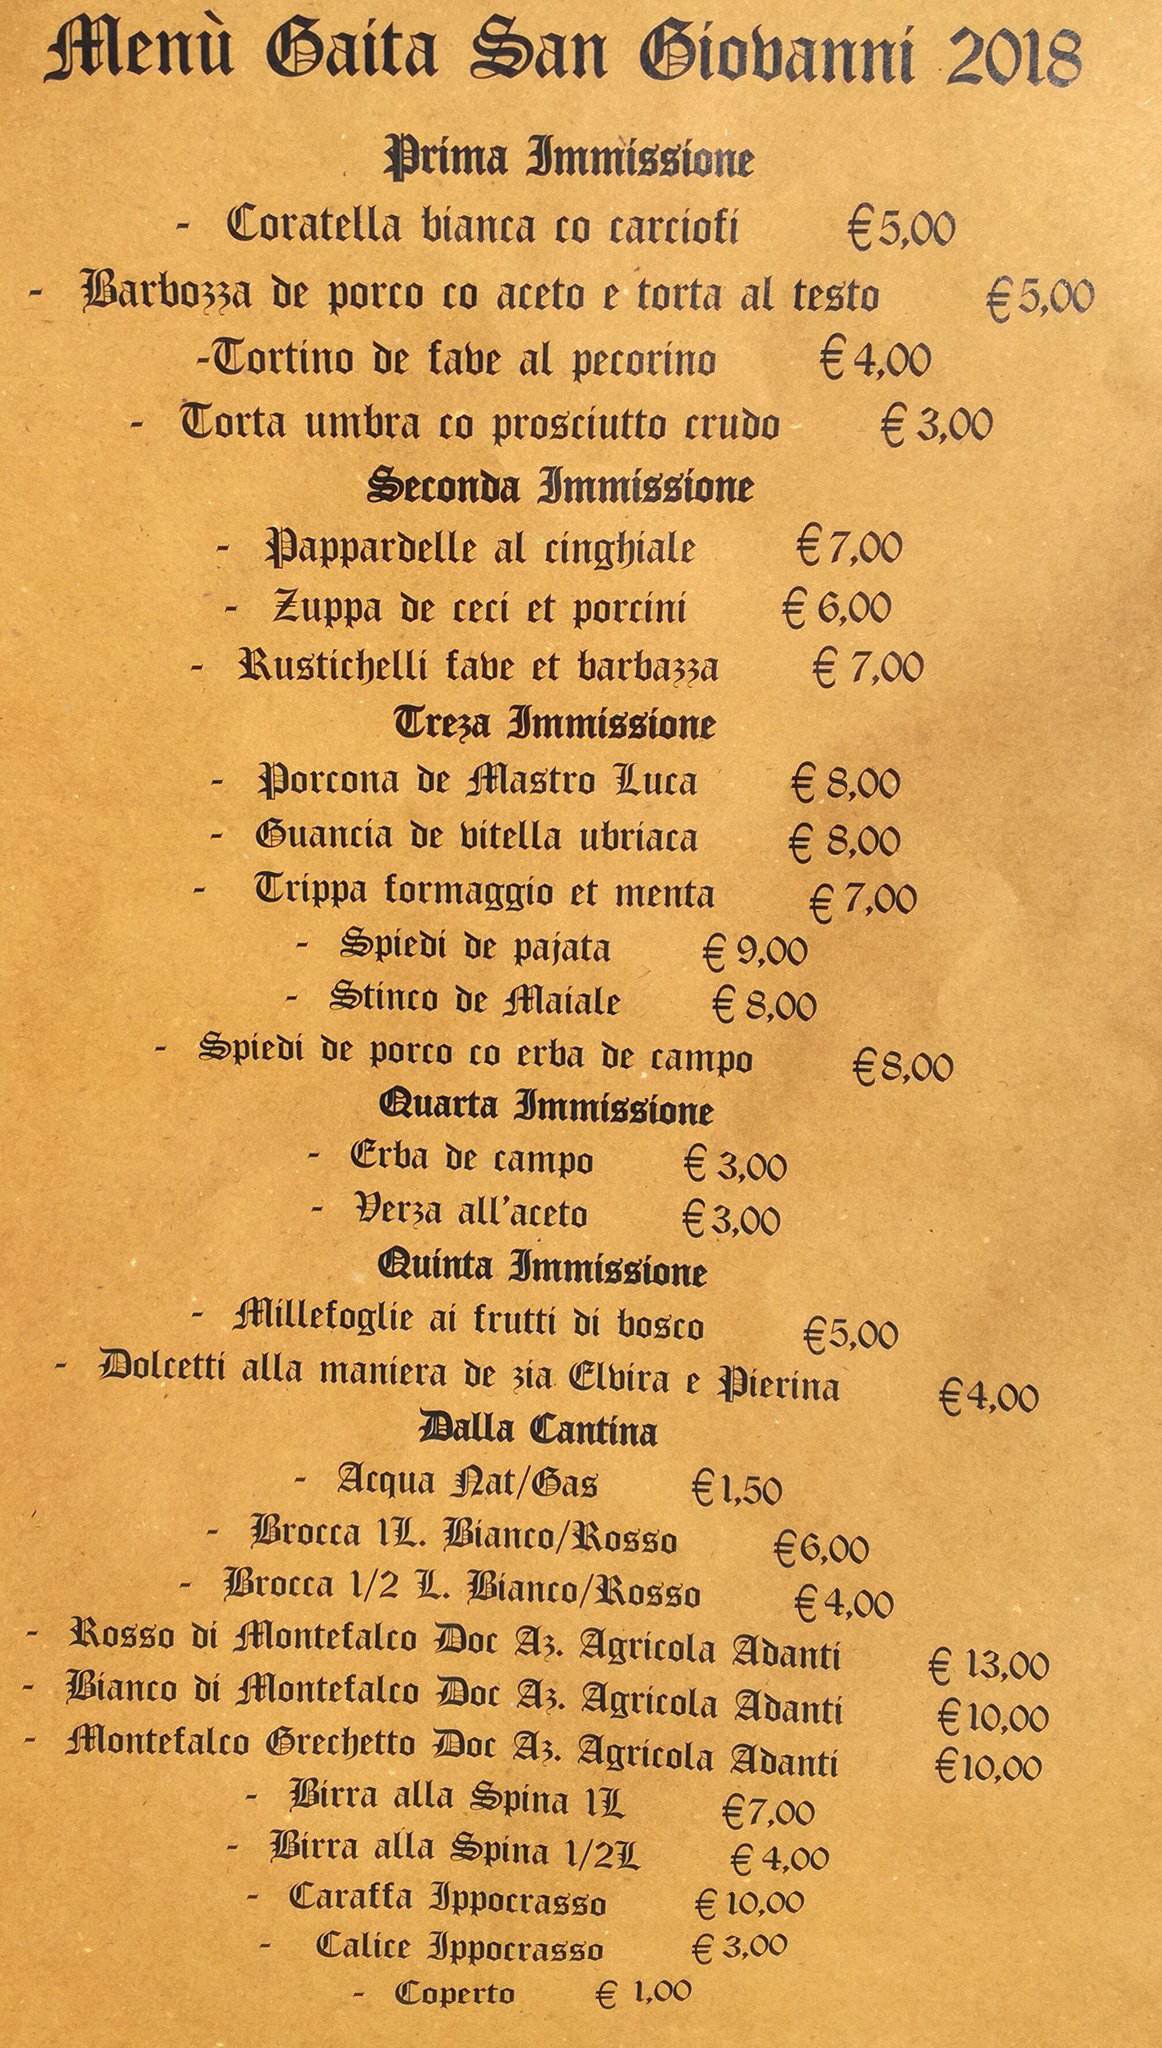 Menù Gaita San Giovanni 2018
Prima Immissione
- Coratella bianca co carciofi €5,00
- Barbozza de porco co aceto e torta al testo €5,00
-Tortino de fave al pecorino €4,00
- Torta umbra co prosciutto crudo €3,00
Seconda Immissione
- Pappardelle al cinghiale €7,00
- Zuppa de ceci et porcini €6,00
- Rustichelli fave et barbazza €7,00
Treza Immissione
- Porcona de Mastro Luca €8,00
- Guancia de vitella ubriaca €8,00
- Trippa formaggio et menta €7,00
- Spiedi de pajata €9,00
- Stinco de Maiale €8,00
- Spiedi de porco co erba de campo €8,00
Quarta Immissione
- Erba de campo €3,00
- Verza all'aceto €3,00
Quinta Immissione
- Millefoglie ai frutti di bosco €5,00
- Dolcetti alla maniera de zia Elvira e Pierina €4,00
Dalla Cantina
- Acqua Nat/Gas €1,50
- Brocca 1L. Bianco/Rosso €6,00
- Brocca 1/2 L. Bianco/Rosso €4,00
- Rosso di Montefalco Doc Az. Agricola Adanti €13,00
- Bianco di Montefalco Doc Az. Agricola Adanti €10,00
- Montefalco Grechetto Doc Az. Agricola Adanti €10,00
- Birra alla Spina 1L €7,00
- Birra alla Spina 1/2L €4,00
- Caraffa Ippocrasso €10,00
- Calice Ippocrasso €3,00
- Coperto €1,00